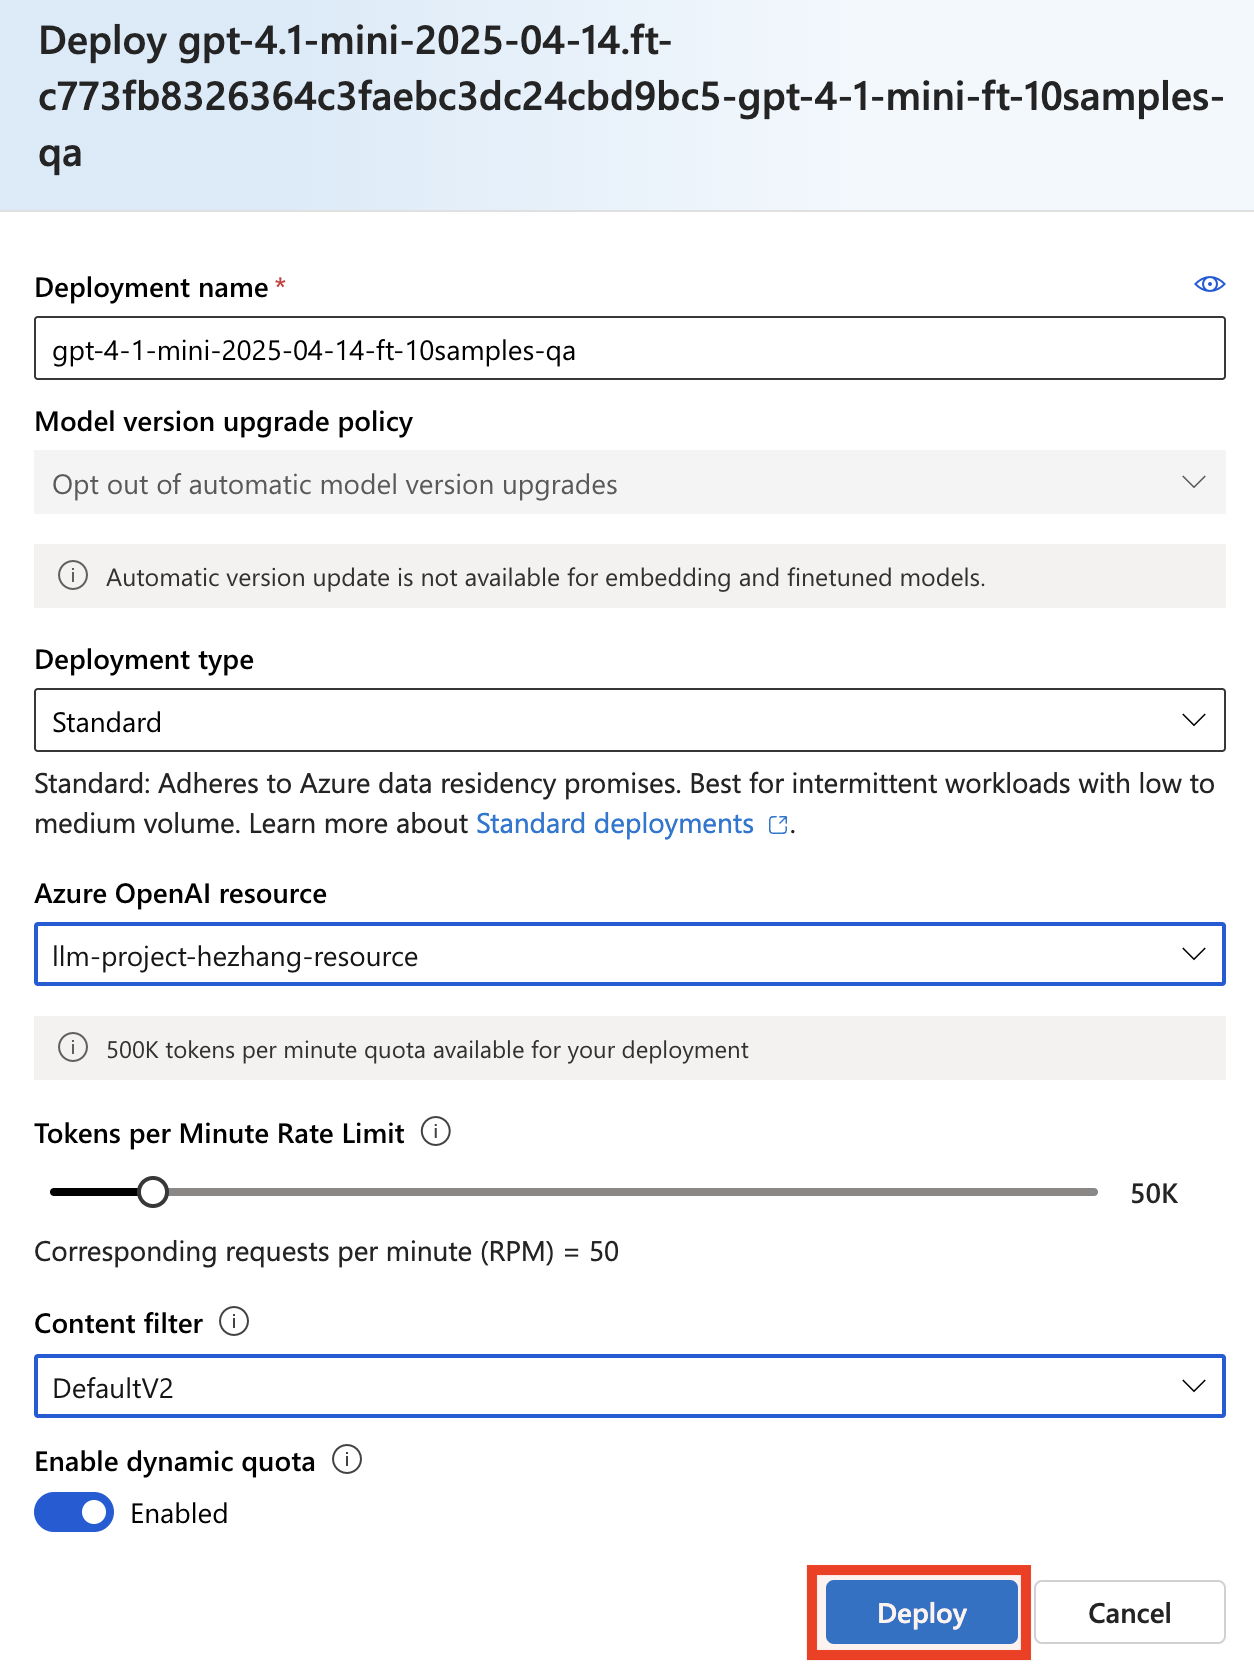 Deploy gpt-4.1-mini-2025-04-14.ft-
c773fb8326364c3faebc3dc24cbd9bc5-gpt-4-1-mini-ft-10samples-
qa
Deployment name *
gpt-4-1-mini-2025-04-14-ft-10samples-qa
Model version upgrade policy
Opt out of automatic model version upgrades
Automatic version update is not available for embedding and finetuned models.
Deployment type
Standard
Standard: Adheres to Azure data residency promises. Best for intermittent workloads with low to
medium volume. Learn more about Standard deployments.
Azure OpenAI resource
llm-project-hezhang-resource
500K tokens per minute quota available for your deployment
Tokens per Minute Rate Limit
50K
Corresponding requests per minute (RPM) = 50
Content filter
DefaultV2
Enable dynamic quota
Enabled
Deploy Cancel